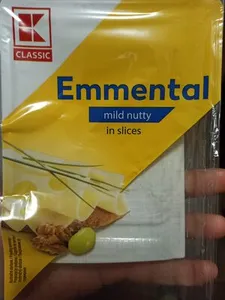 K
CLASSIC
Emmental
mild nutty
in slices